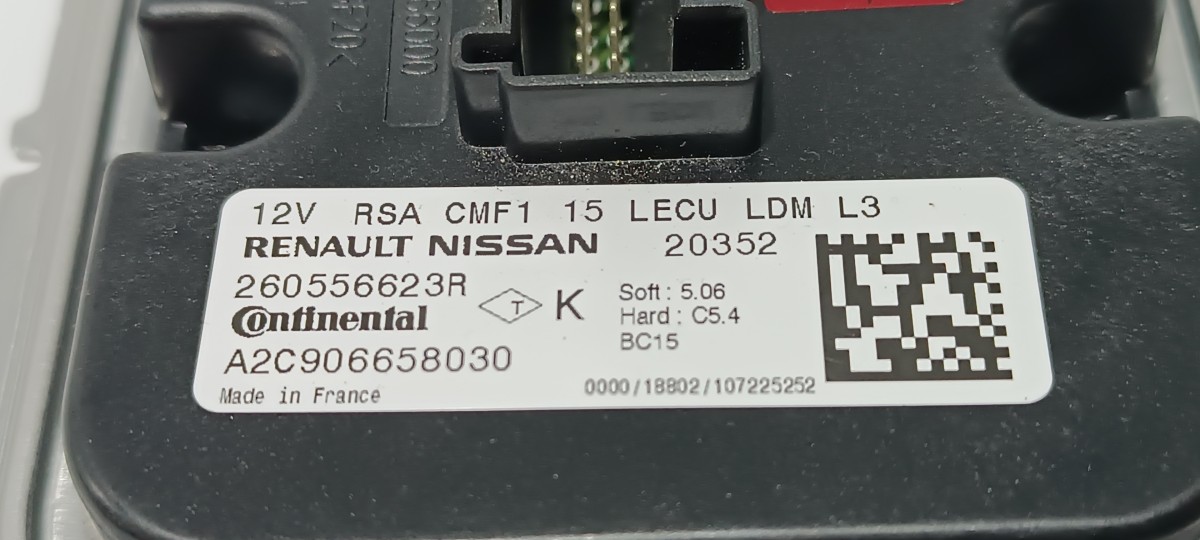 12V RSA CMF1 15 LECU LDM L3
RENAULT NISSAN 20352
260556623R
Continental
T K
Soft : 5.06
Hard : C5.4
BC15
A2C906658030
Made in France
0000/18802/107225252